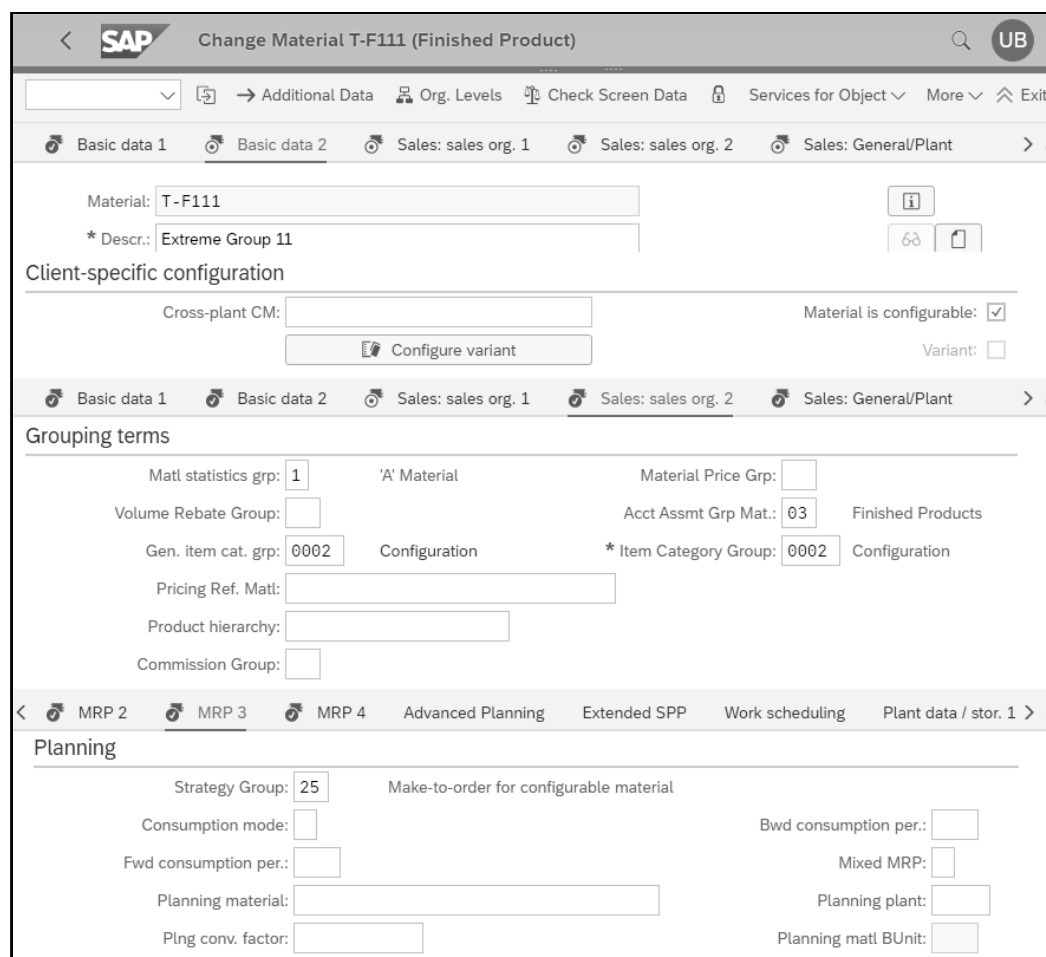 SAP Change Material T-F111 (Finished Product) UB
Additional Data Org. Levels Check Screen Data Services for Object More Exit
Basic data 1 Basic data 2 Sales: sales org. 1 Sales: sales org. 2 Sales: General/Plant
Material: T-F111
* Descr.: Extreme Group 11
Client-specific configuration
Cross-plant CM: Material is configurable:
Configure variant Variant:
Basic data 1 Basic data 2 Sales: sales org. 1 Sales: sales org. 2 Sales: General/Plant
Grouping terms
Matl statistics grp: 1 'A' Material Material Price Grp:
Volume Rebate Group: Acct Assmt Grp Mat.: 03 Finished Products
Gen. item cat. grp: 0002 Configuration * Item Category Group: 0002 Configuration
Pricing Ref. Matl:
Product hierarchy:
Commission Group:
MRP 2 MRP 3 MRP 4 Advanced Planning Extended SPP Work scheduling Plant data / stor. 1
Planning
Strategy Group: 25 Make-to-order for configurable material
Consumption mode: Bwd consumption per.:
Fwd consumption per.: Mixed MRP:
Planning material: Planning plant:
Plng conv. factor: Planning matl BUnit: